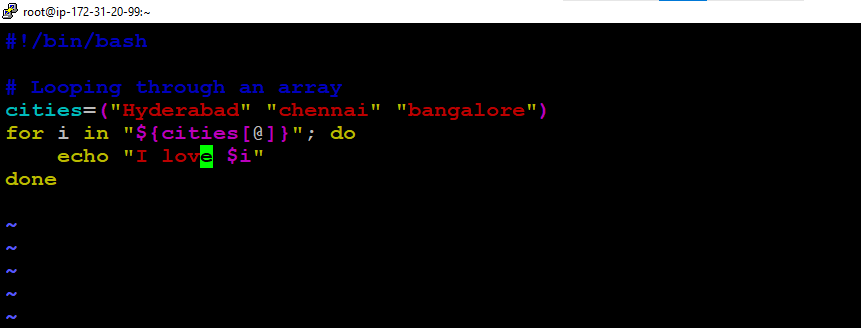 root@ip-172-31-20-99:~
#!/bin/bash
# Looping through an array
cities=("Hyderabad" "chennai" "bangalore")
for i in "${cities[@]}"; do
    echo "I love $i"
done
~
~
~
~
~